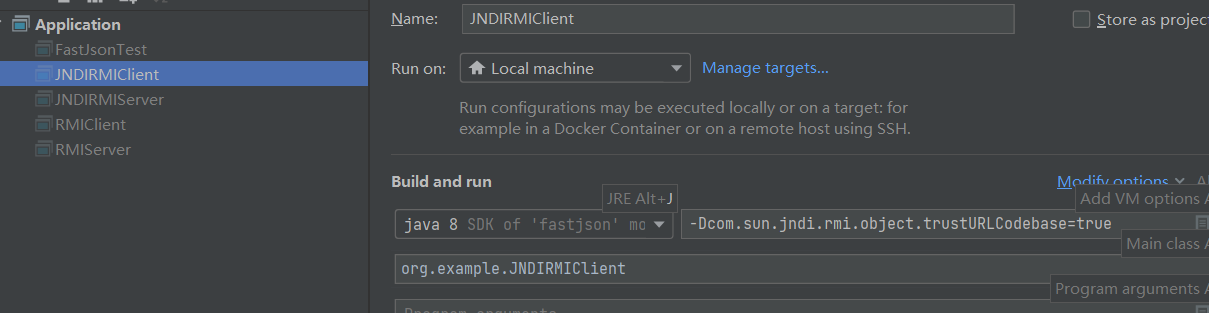 Application
FastJsonTest
JNDIRMIClient
JNDIRMIServer
RMIClient
RMIServer
Name:
JNDIRMIClient
Store as project
Run on:
Local machine
Manage targets...
Run configurations may be executed locally or on a target: for
example in a Docker Container or on a remote host using SSH.
Build and run
Modify options
JRE Alt+J
Add VM options A
java 8 SDK of 'fastjson' mo
-Dcom.sun.jndi.rmi.object.trustURLCodebase=true
Main class A
org.example.JNDIRMIClient
Program arguments A